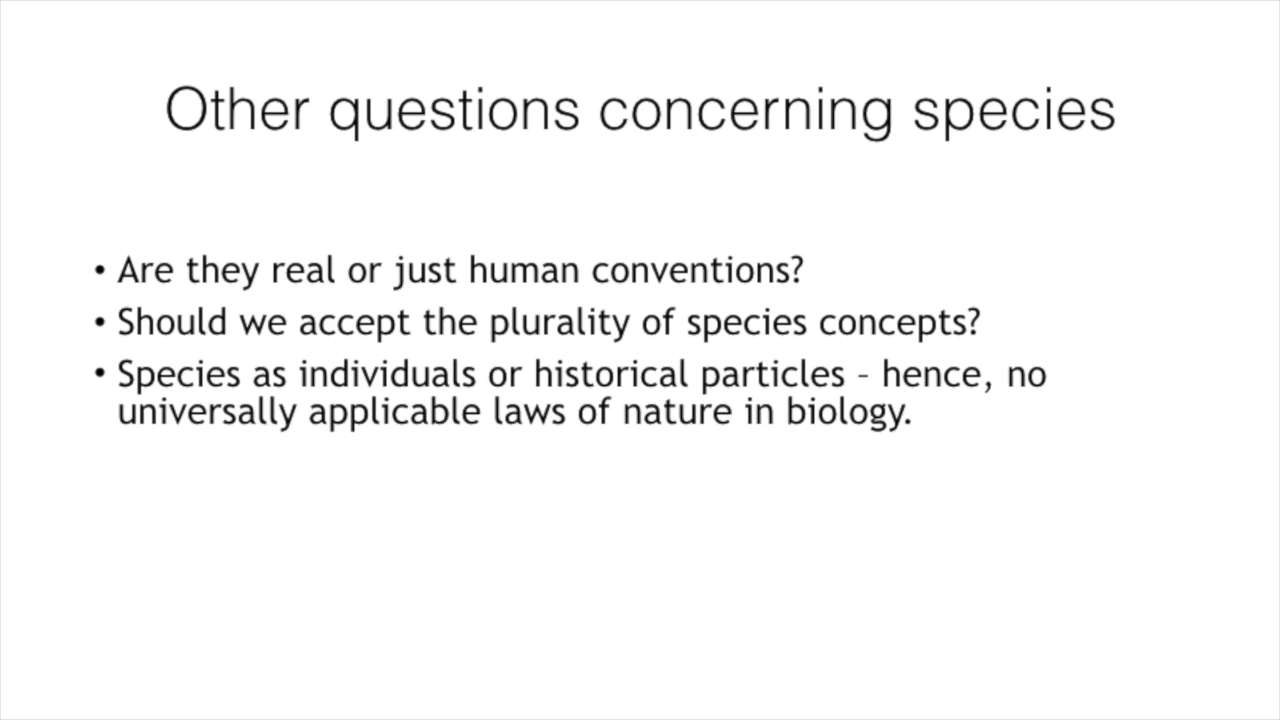 Other questions concerning species
• Are they real or just human conventions?
• Should we accept the plurality of species concepts?
• Species as individuals or historical particles – hence, no
universally applicable laws of nature in biology.